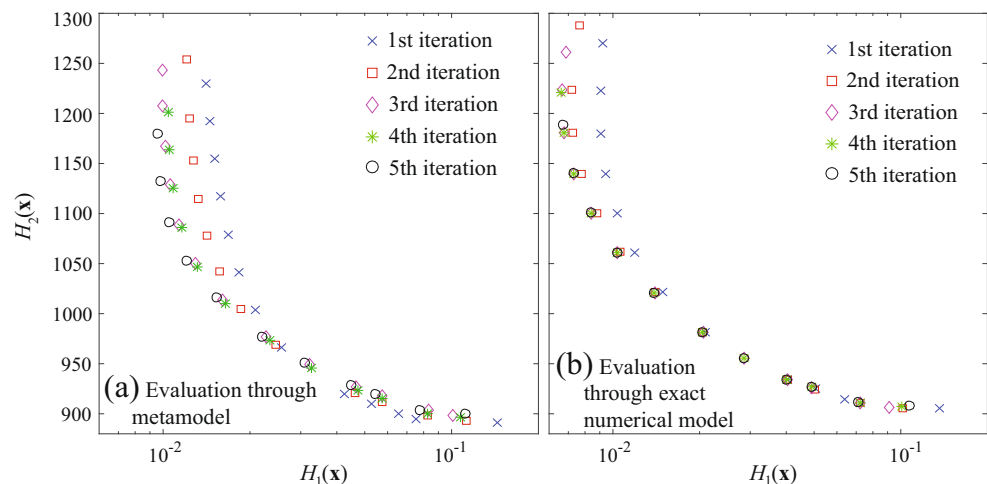 1300
1250
1200
1150
1100
1050
1000
950
900
H2(x)
1st iteration
2nd iteration
3rd iteration
4th iteration
5th iteration
(a) Evaluation through
metamodel
10^-2
10^-1
H1(x)
1st iteration
2nd iteration
3rd iteration
4th iteration
5th iteration
(b) Evaluation
through exact
numerical model
10^-2
10^-1
H1(x)